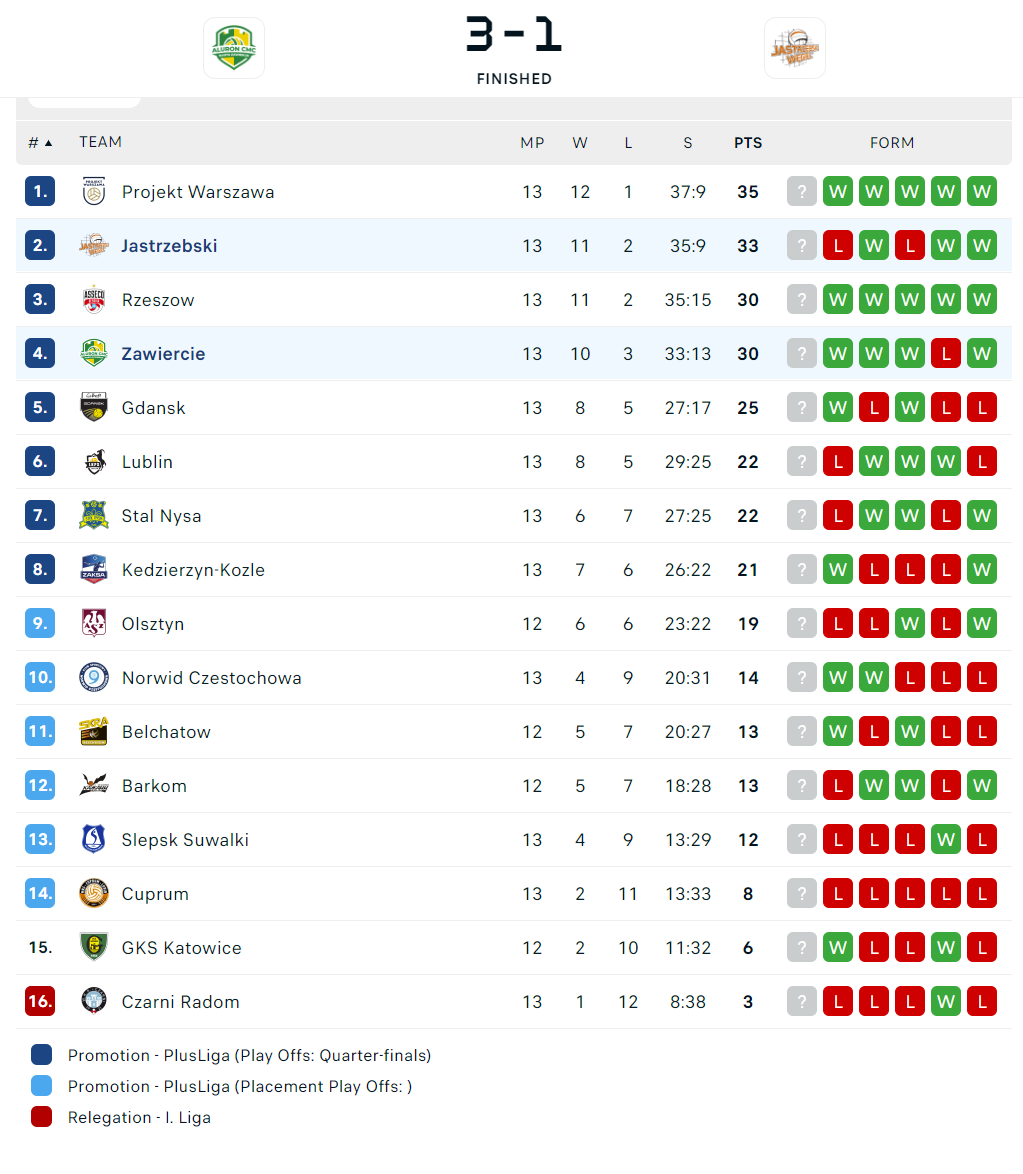 3 - 1
ALURON CMC
JASTRZEBSKI WEGIEL
FINISHED
# ▲ TEAM MP W L S PTS FORM
1. Projekt Warszawa 13 12 1 37:9 35 ? W W W W W
2. Jastrzebski 13 11 2 35:9 33 ? L W L W W
3. Rzeszow 13 11 2 35:15 30 ? W W W W W
4. Zawiercie 13 10 3 33:13 30 ? W W W L W
5. Gdansk 13 8 5 27:17 25 ? W L W L L
6. Lublin 13 8 5 29:25 22 ? L W W W L
7. Stal Nysa 13 6 7 27:25 22 ? L W W L W
8. Kedzierzyn-Kozle 13 7 6 26:22 21 ? W L L L W
9. Olsztyn 12 6 6 23:22 19 ? L L W L W
10. Norwid Czestochowa 13 4 9 20:31 14 ? W W L L L
11. Belchatow 12 5 7 20:27 13 ? W L W L L
12. Barkom 12 5 7 18:28 13 ? L W W L W
13. Slepsk Suwalki 13 4 9 13:29 12 ? L L L W L
14. Cuprum 13 2 11 13:33 8 ? L L L L L
15. GKS Katowice 12 2 10 11:32 6 ? W L L W L
16. Czarni Radom 13 1 12 8:38 3 ? L L L W L
Promotion - PlusLiga (Play Offs: Quarter-finals)
Promotion - PlusLiga (Placement Play Offs: )
Relegation - I. Liga